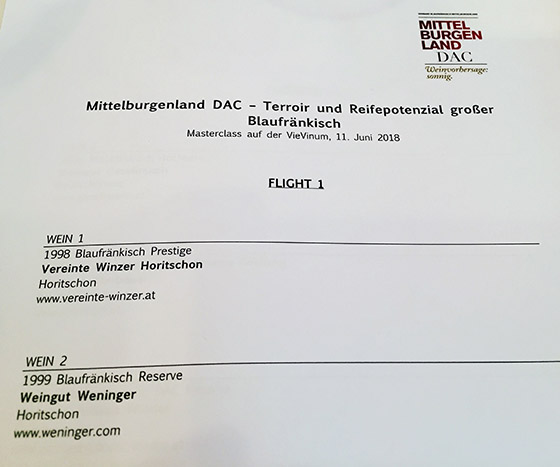 MITTEL
BURGEN
LAND
DAC
Weinvorhersage:
sonnig.
Mittelburgenland DAC – Terroir und Reifepotenzial großer
Blaufränkisch
Masterclass auf der VieVinum, 11. Juni 2018
FLIGHT 1
WEIN 1
1998 Blaufränkisch Prestige
Vereinte Winzer Horitschon
Horitschon
www.vereinte-winzer.at
WEIN 2
1999 Blaufränkisch Reserve
Weingut Weninger
Horitschon
www.weninger.com